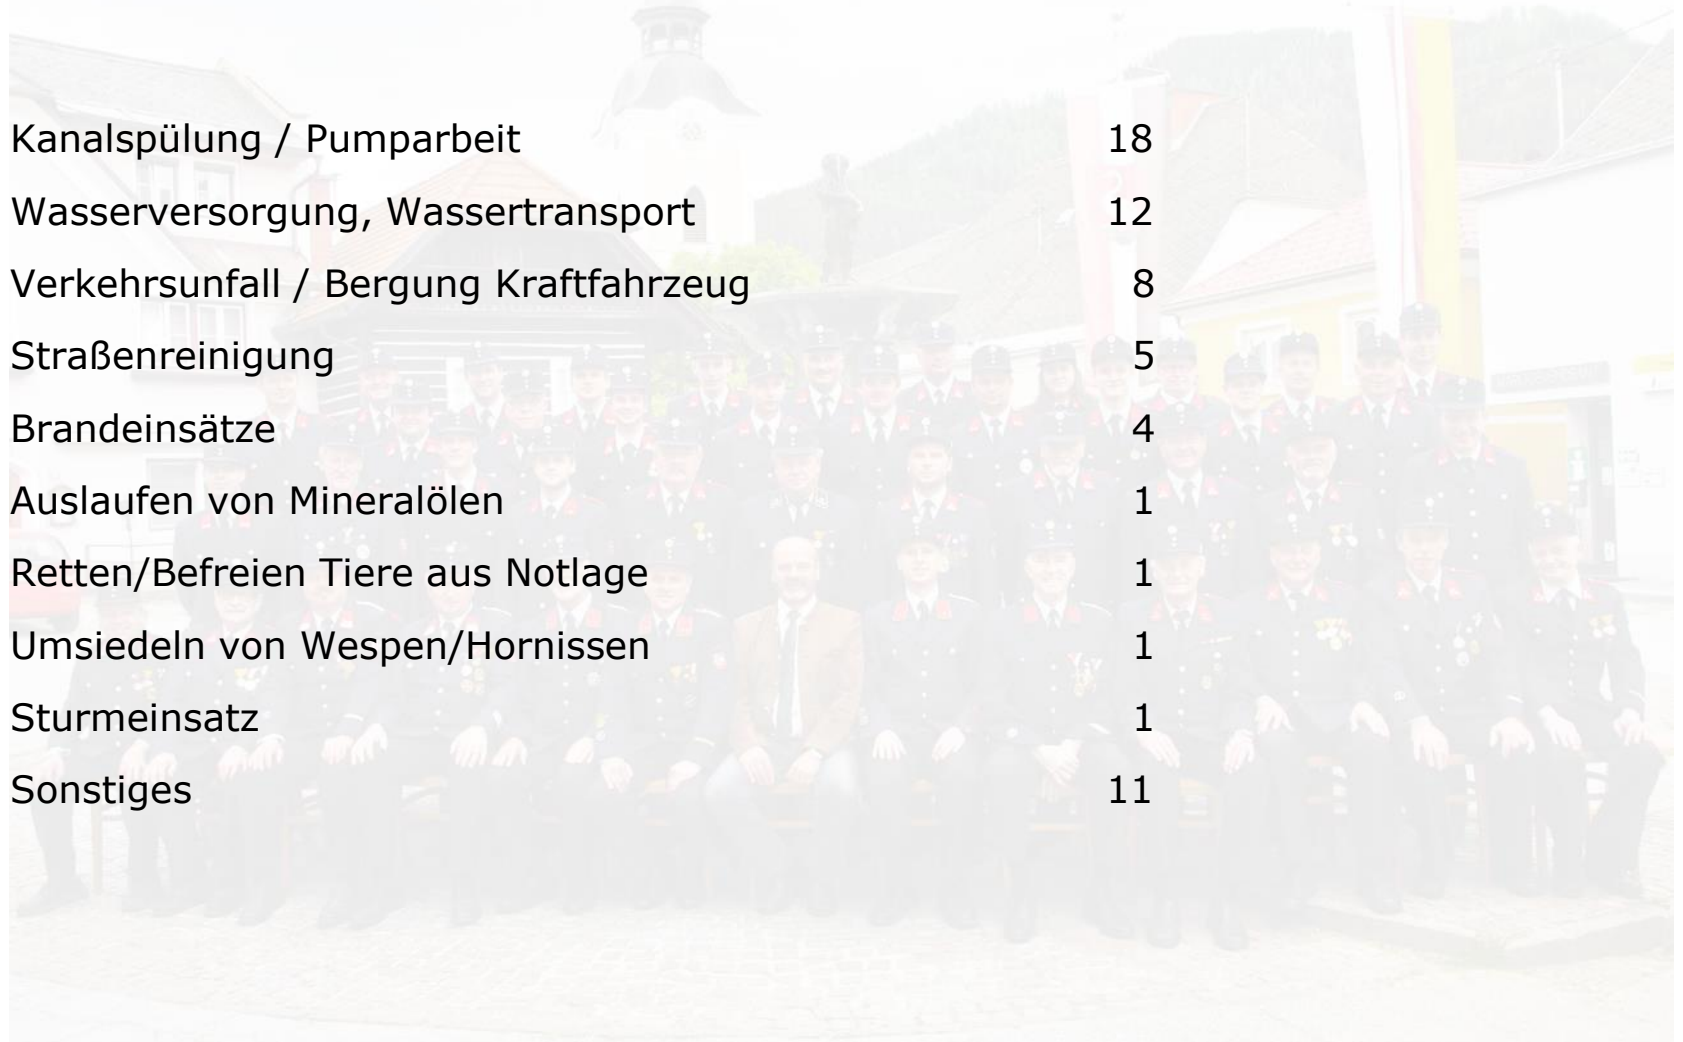 Kanalspülung / Pumparbeit 18
Wasserversorgung, Wassertransport 12
Verkehrsunfall / Bergung Kraftfahrzeug 8
Straßenreinigung 5
Brandeinsätze 4
Auslaufen von Mineralölen 1
Retten/Befreien Tiere aus Notlage 1
Umsiedeln von Wespen/Hornissen 1
Sturmeinsatz 1
Sonstiges 11